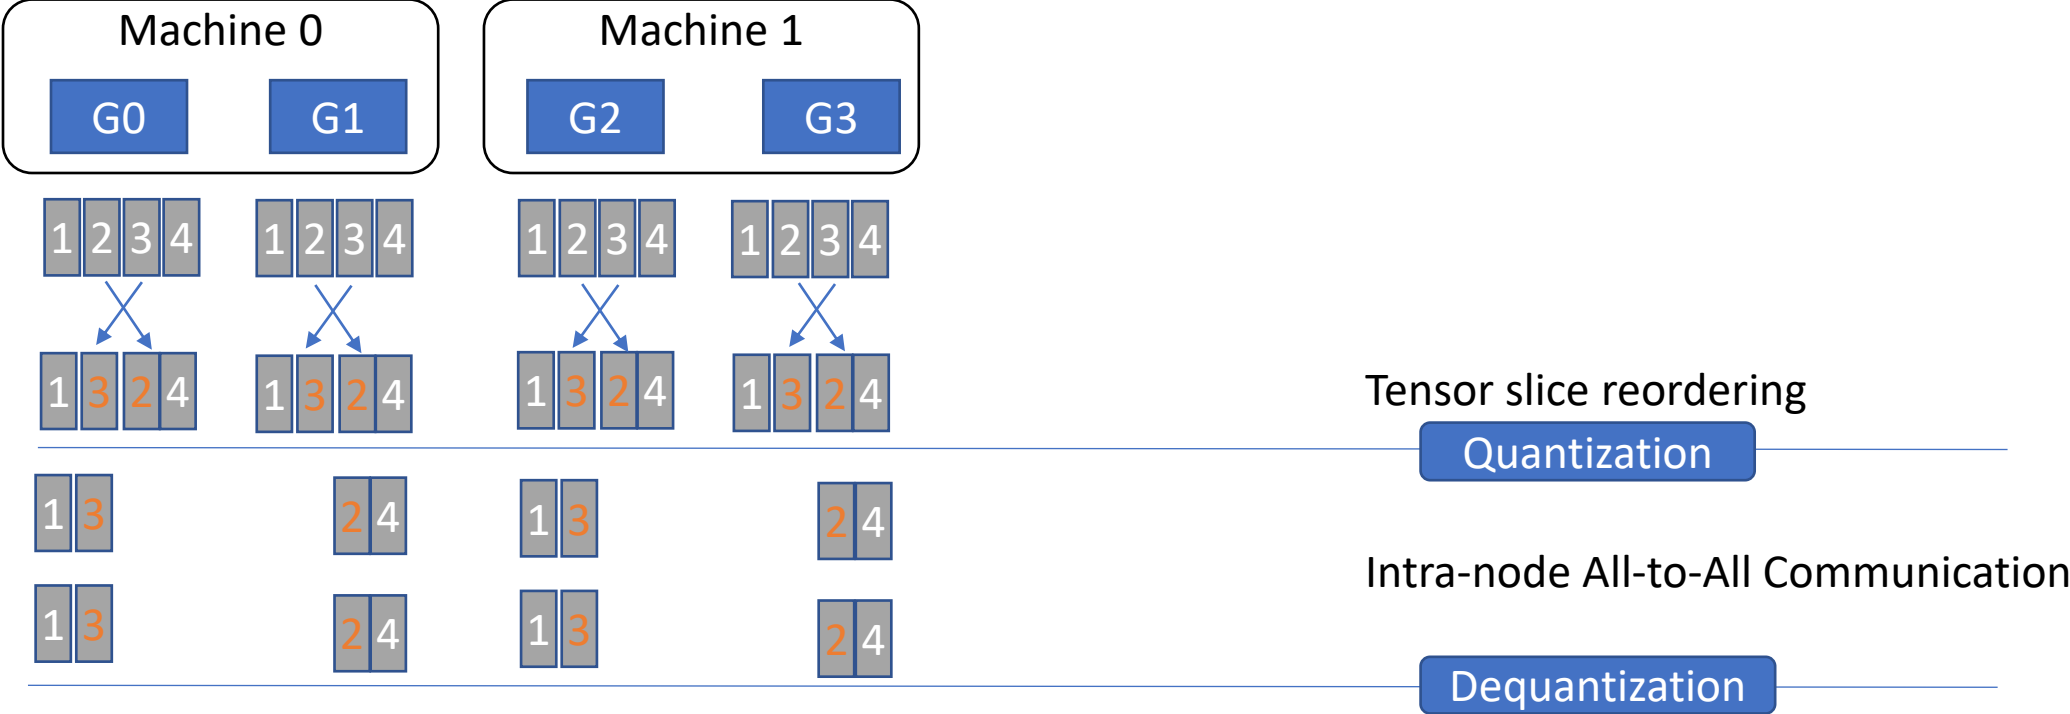 Machine 0 Machine 1
G0 G1 G2 G3
1 2 3 4 1 2 3 4 1 2 3 4 1 2 3 4
1 3 2 4 1 3 2 4 1 3 2 4 1 3 2 4
Tensor slice reordering
Quantization
1 3 2 4 1 3 2 4
Intra-node All-to-All Communication
1 3 2 4 1 3 2 4
Dequantization